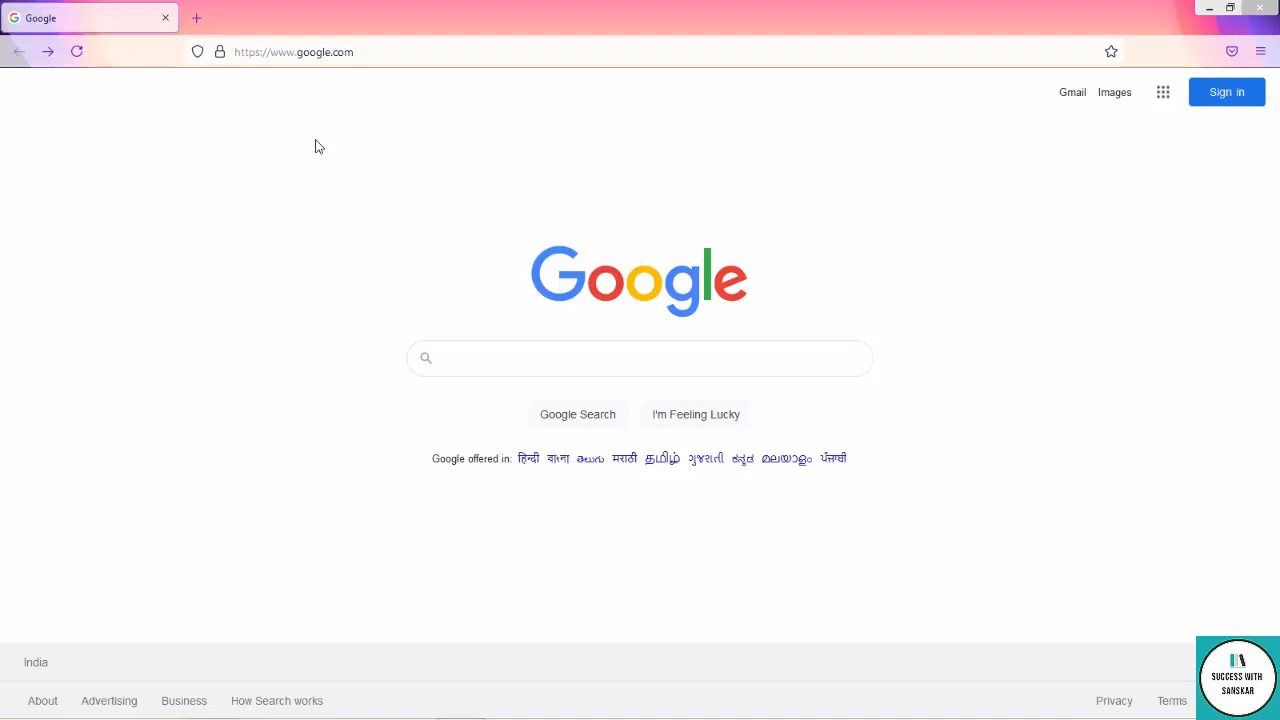 Google
https://www.google.com
Gmail Images Sign in
Google
Google Search I'm Feeling Lucky
Google offered in: हिन्दी বাংলা తెలుగు मराठी தமிழ் ગુજરાતી ಕನ್ನಡ മലയാളം ਪੰਜਾਬੀ
India
About Advertising Business How Search works Privacy Terms
SUCCESS WITH
SANSKAR